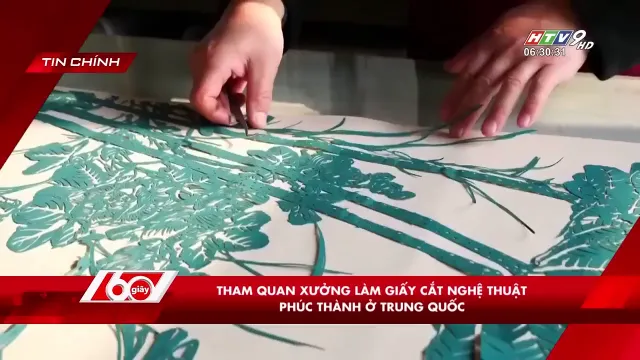 TIN CHÍNH
HTV9 HD
06:30:31
60 giây
THAM QUAN XƯỞNG LÀM GIẤY CẮT NGHỆ THUẬT
PHÚC THÀNH Ở TRUNG QUỐC